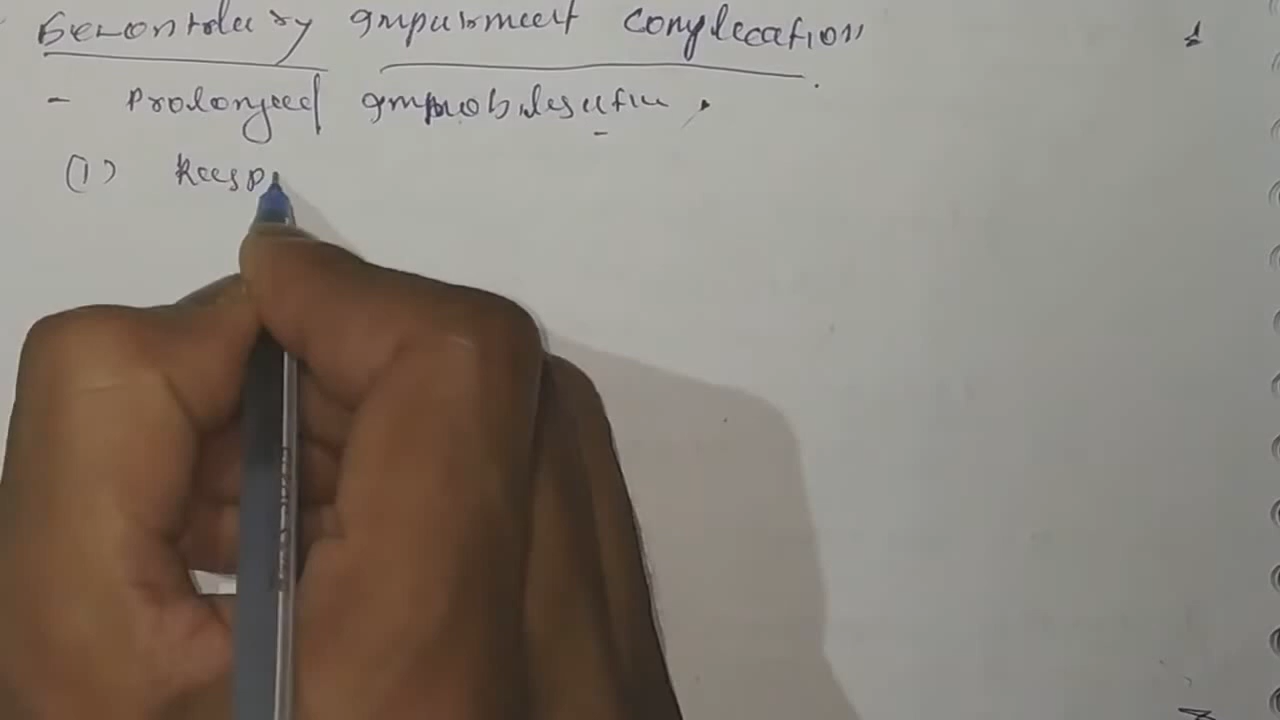 Secondary Impairment Complication
- Prolonged Immobilisation
(1) Resp